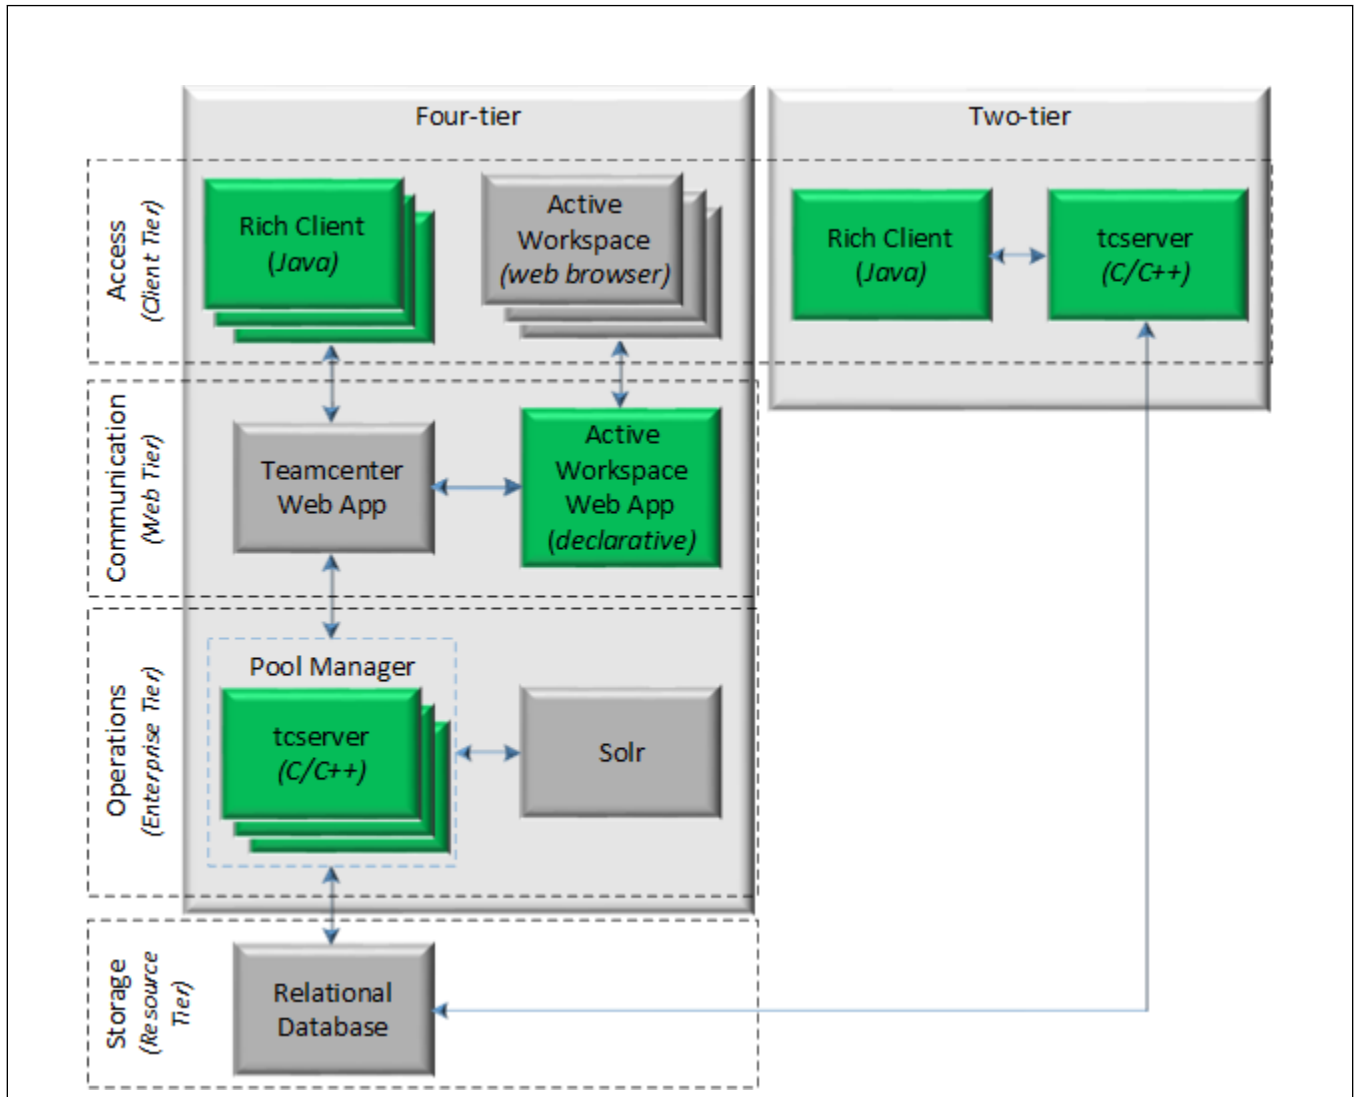 Four-tier
Two-tier
Access
(Client Tier)
Rich Client
(Java)
Active
Workspace
(web browser)
Rich Client
(Java)
tcserver
(C/C++)
Communication
(Web Tier)
Teamcenter
Web App
Active
Workspace
Web App
(declarative)
Operations
(Enterprise Tier)
Pool Manager
tcserver
(C/C++)
Solr
Storage
(Resource
Tier)
Relational
Database